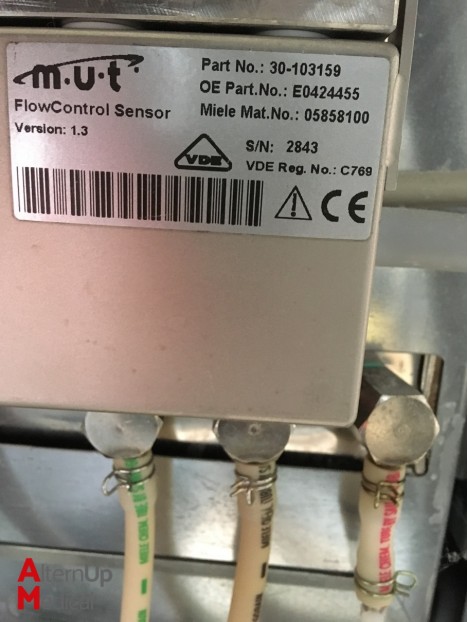 m.u.t
FlowControl Sensor
Version: 1.3
Part No.: 30-103159
OE Part.No.: E0424455
Miele Mat.No.: 05858100
S/N: 2843
VDE Reg. No.: C769
VDE
CE
AlternUp
Medical